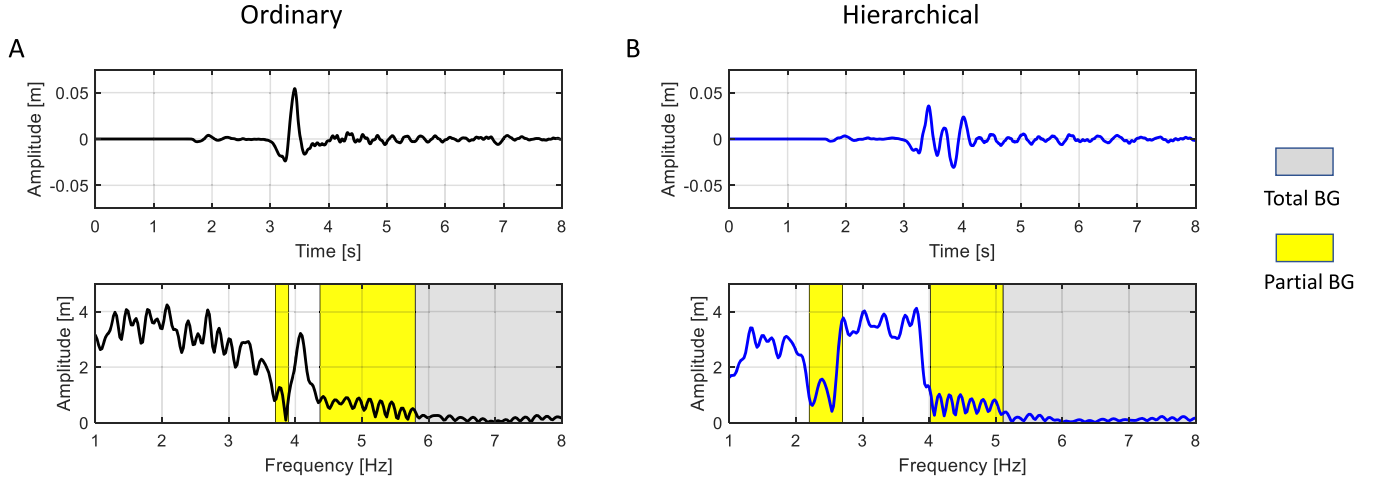 Ordinary
Hierarchical
A
B
Amplitude [m]
0.05
0
-0.05
0 1 2 3 4 5 6 7 8
Time [s]
Amplitude [m]
0.05
0
-0.05
0 1 2 3 4 5 6 7 8
Time [s]
Total BG
Partial BG
Amplitude [m]
4
2
0
1 2 3 4 5 6 7 8
Frequency [Hz]
Amplitude [m]
4
2
0
1 2 3 4 5 6 7 8
Frequency [Hz]